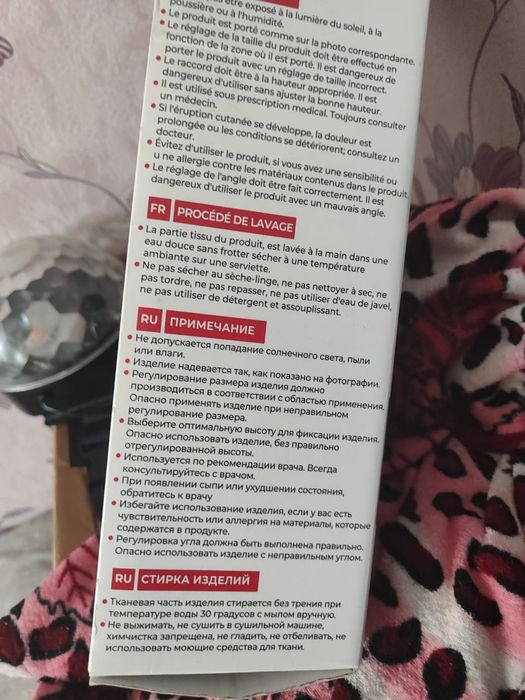 être exposé à la lumière du soleil, à la
poussière ou à l'humidité.
• Le produit est porté comme sur la photo correspondante.
• Le réglage de la taille du produit doit être effectué en
fonction de la zone où il est porté. Il est dangereux de
porter le produit avec un réglage de taille incorrect.
• Le raccord doit être à la hauteur appropriée. Il est
dangereux d'utiliser sans ajuster la bonne hauteur.
• Il est utilisé sous prescription medical. Toujours consulter
un médecin.
• Si l'éruption cutanée se développe, la douleur est
prolongée ou les conditions se détériorent; consultez un
docteur.
• Évitez d'utiliser le produit, si vous avez une sensibilité ou
u ne allergie contre les matériaux contenus dans le produit.
• Le réglage de l'angle doit être fait correctement. Il est
dangereux d'utiliser le produit avec un mauvais angle.
FR PROCÉDÉ DE LAVAGE
• La partie tissu du produit, est lavée à la main dans une
eau douce sans frotter sécher à une température
ambiante sur une serviette.
• Ne pas sécher au sèche-linge, ne pas nettoyer à sec, ne
pas tordre, ne pas repasser, ne pas utiliser d'eau de javel,
ne pas utiliser de détergent et assouplissant.
RU ПРИМЕЧАНИЕ
• Не допускается попадание солнечного света, пыли
или влаги.
• Изделие надевается так, как показано на фотографии.
• Регулирование размера изделия должно
производиться в соответствии с областью применения.
Опасно применять изделие при неправильном
регулирование размера.
• Выберите оптимальную высоту для фиксации изделия.
Опасно использовать изделие, без правильно
отрегулированной высоты.
• Используется по рекомендации врача. Всегда
консультируйтесь с врачом.
• При появлении сыпи или ухудшении состояния,
обратитесь к врачу
• Избегайте использование изделия, если у вас есть
чувствительность или аллергия на материалы, которые
содержатся в продукте.
• Регулировка угла должна быть выполнена правильно.
Опасно использовать изделие с неправильным углом.
RU СТИРКА ИЗДЕЛИЙ
• Тканевая часть изделия стирается без трения при
температуре воды 30 градусов с мылом вручную.
• Не выжимать, не сушить в сушильной машине,
химчистка запрещена, не гладить, не отбеливать, не
использовать моющие средства для ткани.